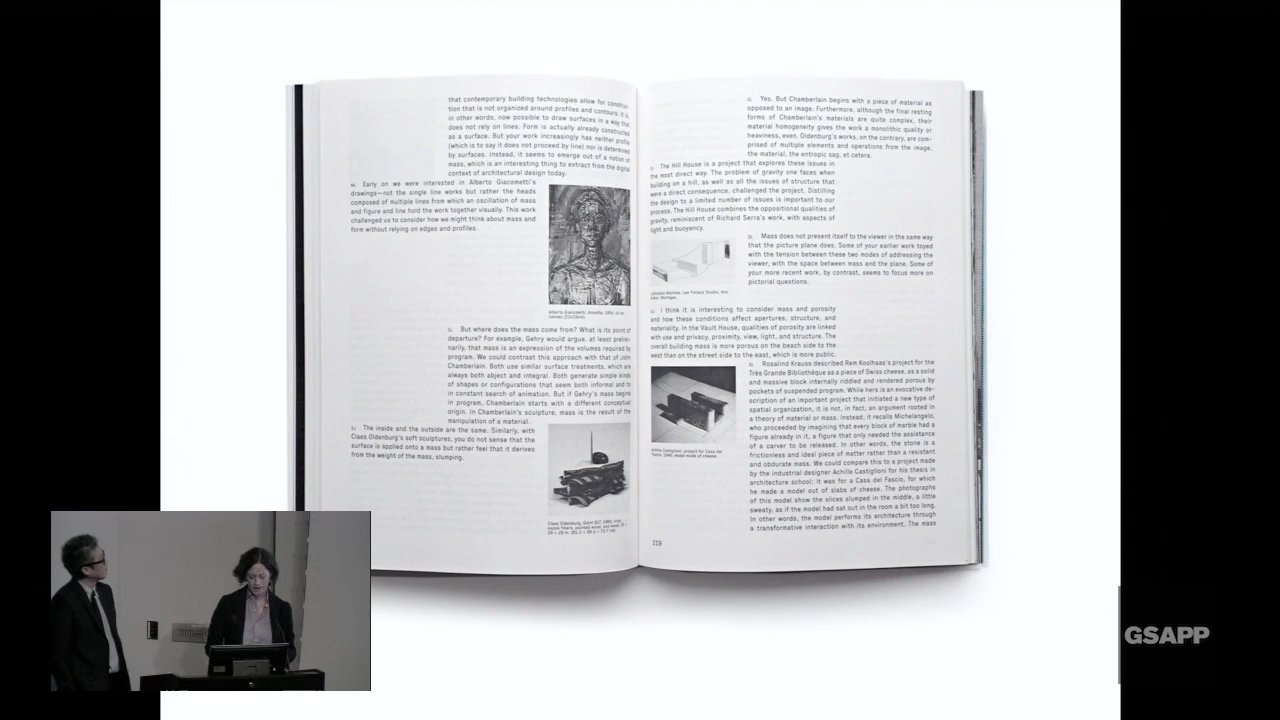 that contemporary building technologies allow for construc-
tion that is not organized around profiles and contours. It is,
in other words, now possible to draw surfaces in a way that
does not rely on lines. Form is actually already constructed
as a surface. But your work increasingly has neither profile
(which is to say it does not proceed by line) nor is determined
by surfaces. Instead, it seems to emerge out of a notion of
mass, which is an interesting thing to extract from the digital
context of architectural design today.
Early on we were interested in Alberto Giacometti's
drawings—not the single line works but rather the heads
composed of multiple lines from which an oscillation of mass
and figure and line hold the work together visually. This work
challenged us to consider how we might think about mass and
form without relying on edges and profiles.
Alberto Giacometti, Annette, 1954, oil on
canvas
But where does the mass come from? What is its point of
departure? For example, Gehry would argue, at least prelimi-
narily, that mass is an expression of the volumes required by
program. We could contrast this approach with that of John
Chamberlain. Both use similar surface treatments, which are
always both object and integral. Both generate simple kinds
of shapes or configurations that seem both informal and to
in constant search of animation. But if Gehry's mass begins
in program, Chamberlain starts with a different conceptual
origin. In Chamberlain's sculpture, mass is the result of the
manipulation of a material.
The inside and the outside are the same. Similarly, with
Claes Oldenburg's soft sculptures, you do not sense that the
surface is applied onto a mass but rather feel that it derives
from the weight of the mass, slumping.
Claes Oldenburg,
Yes. But Chamberlain begins with a piece of material as
opposed to an image. Furthermore, although the final resting
forms of Chamberlain's materials are quite complex, their
material homogeneity gives the work a monolithic quality or
heaviness, even. Oldenburg's works, on the contrary, are com-
prised of multiple elements and operations from the image,
the material, the entropic sag, et cetera.
The Hill House is a project that explores these issues in
the most direct way. The problem of gravity one faces when
building on a hill, as well as all the issues of structure that
were a direct consequence, challenged the project. Distilling
the design to a limited number of issues is important to our
process. The Hill House combines the oppositional qualities of
gravity, reminiscent of Richard Serra's work, with aspects of
light and buoyancy.
Mass does not present itself to the viewer in the same way
that the picture plane does. Some of your earlier work toyed
with the tension between these two modes of addressing the
viewer, with the space between mass and the plane. Some of
your more recent work, by contrast, seems to focus more on
pictorial questions.
Johnston Marklee,
I think it is interesting to consider mass and porosity
and how these conditions affect apertures, structure, and
materiality. In the Vault House, qualities of porosity are linked
with use and privacy, proximity, view, light, and structure. The
overall building mass is more porous on the beach side to the
west than on the street side to the east, which is more public.
Rosalind Krauss described Rem Koolhaas's project for the
Très Grande Bibliothèque as a piece of Swiss cheese, as a solid
and massive block internally riddled and rendered porous by
pockets of suspended program. While hers is an evocative de-
scription of an important project that initiated a new type of
spatial organization, it is not, in fact, an argument rooted in
a theory of material or mass. Instead, it recalls Michelangelo,
who proceeded by imagining that every block of marble had a
figure already in it, a figure that only needed the assistance
of a carver to be released. In other words, the stone is a
frictionless and ideal piece of matter rather than a resistant
and obdurate mass. We could compare this to a project made
by the industrial designer Achille Castiglioni for his thesis in
architecture school: it was for a Casa del Fascio, for which
he made a model out of slabs of cheese. The photographs
of this model show the slices slumped in the middle, a little
sweaty, as if the model had sat out in the room a bit too long.
In other words, the model performs its architecture through
a transformative interaction with its environment. The mass
Achille Castiglioni, project for Casa del
Fascio, 1940, model made of cheese.
219
GSAPP